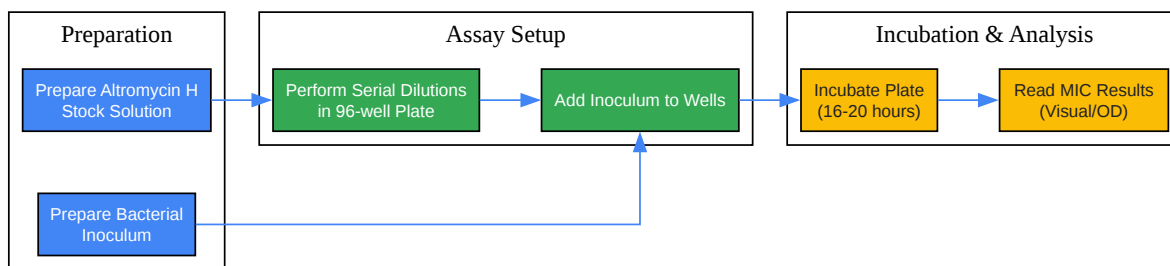 Preparation
Prepare Altromycin H
Stock Solution
Prepare Bacterial
Inoculum
Assay Setup
Perform Serial Dilutions
in 96-well Plate
Add Inoculum to Wells
Incubation & Analysis
Incubate Plate
(16-20 hours)
Read MIC Results
(Visual/OD)